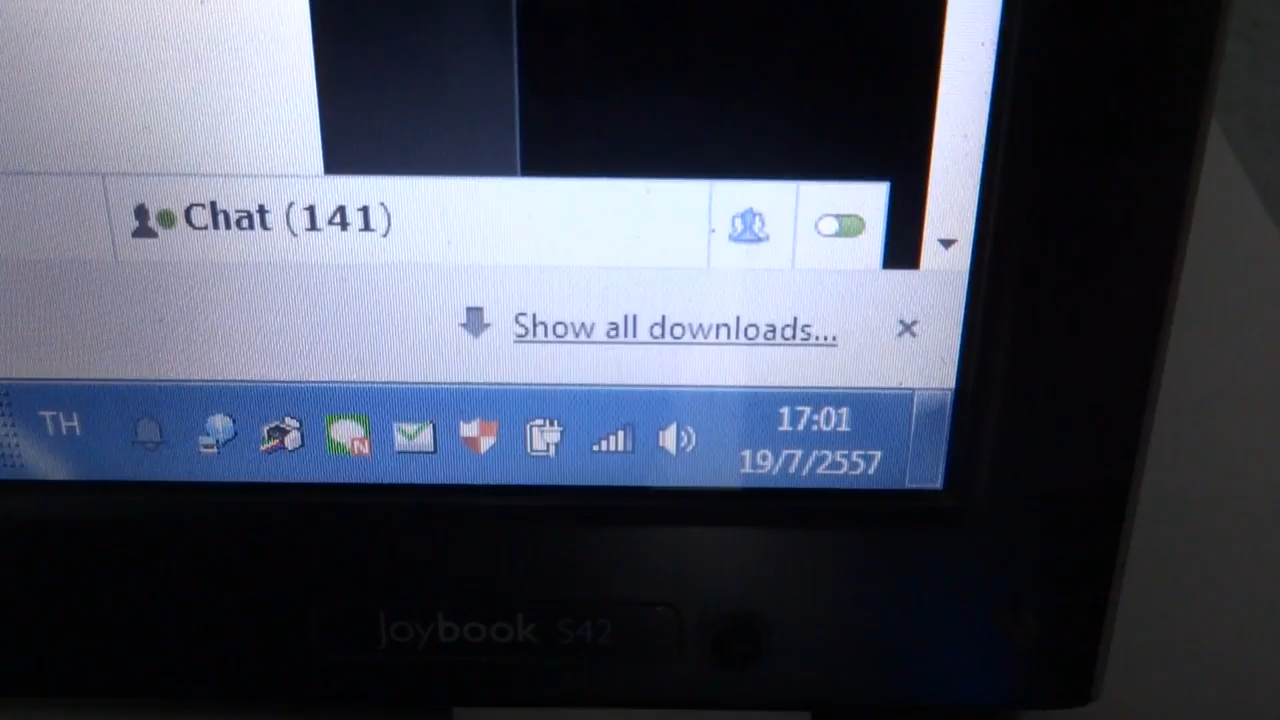 Chat (141)
Show all downloads...
TH
N
17:01
19/7/2557
Joybook S42